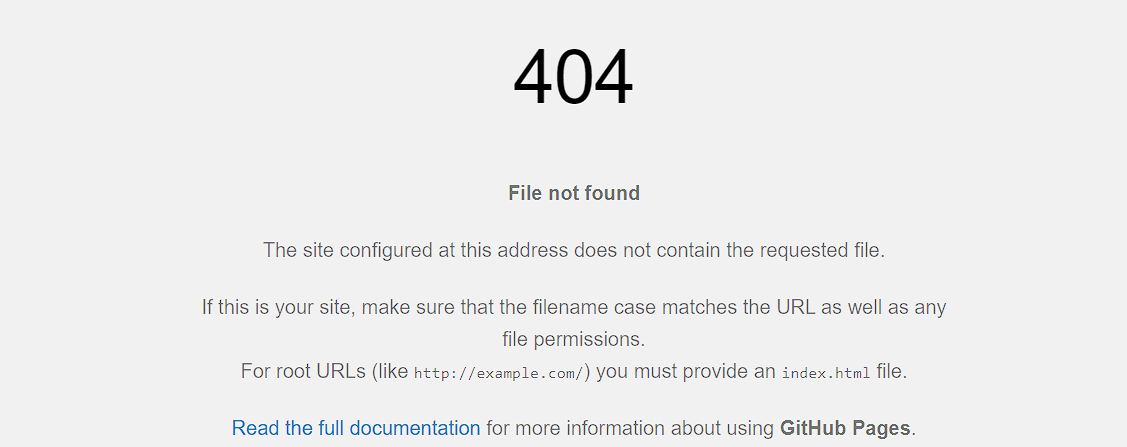 404
File not found
The site configured at this address does not contain the requested file.
If this is your site, make sure that the filename case matches the URL as well as any
file permissions.
For root URLs (like http://example.com/) you must provide an index.html file.
Read the full documentation for more information about using GitHub Pages.